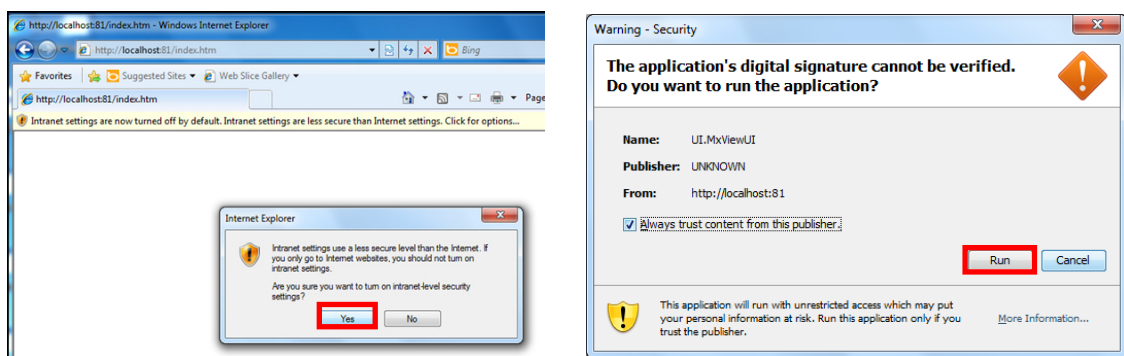 http://localhost:81/index.htm - Windows Internet Explorer
http://localhost:81/index.htm
Bing
Favorites
Suggested Sites
Web Slice Gallery
http://localhost:81/index.htm
Page
Intranet settings are now turned off by default. Intranet settings are less secure than Internet settings. Click for options...
Internet Explorer
Intranet settings use a less secure level than the Internet. If
you only go to Internet websites, you should not turn on
intranet settings.
Are you sure you want to turn on intranet-level security
settings?
Yes
No
Warning - Security
The application's digital signature cannot be verified.
Do you want to run the application?
Name: UI.MxViewUI
Publisher: UNKNOWN
From: http://localhost:81
Always trust content from this publisher.
Run
Cancel
This application will run with unrestricted access which may put
your personal information at risk. Run this application only if you
trust the publisher.
More Information...